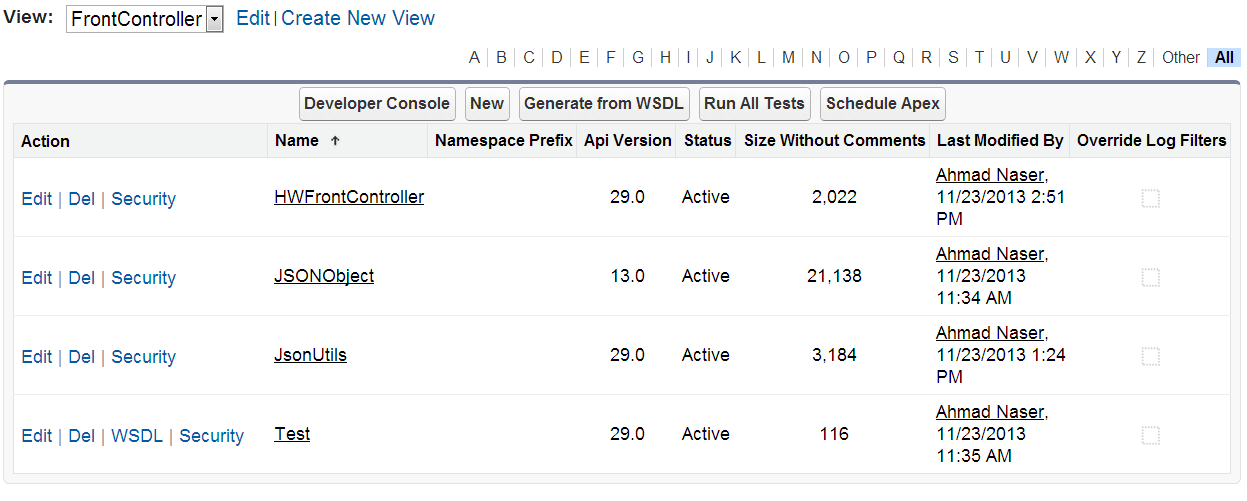 View: FrontController Edit | Create New View
A | B | C | D | E | F | G | H | I | J | K | L | M | N | O | P | Q | R | S | T | U | V | W | X | Y | Z | Other | All
Developer Console New Generate from WSDL Run All Tests Schedule Apex
Action Name ↑ Namespace Prefix Api Version Status Size Without Comments Last Modified By Override Log Filters
Edit | Del | Security HWFrontController 29.0 Active 2,022 Ahmad Naser,
11/23/2013 2:51
PM
Edit | Del | Security JSONObject 13.0 Active 21,138 Ahmad Naser,
11/23/2013
11:34 AM
Edit | Del | Security JsonUtils 29.0 Active 3,184 Ahmad Naser,
11/23/2013 1:24
PM
Edit | Del | WSDL | Security Test 29.0 Active 116 Ahmad Naser,
11/23/2013
11:35 AM